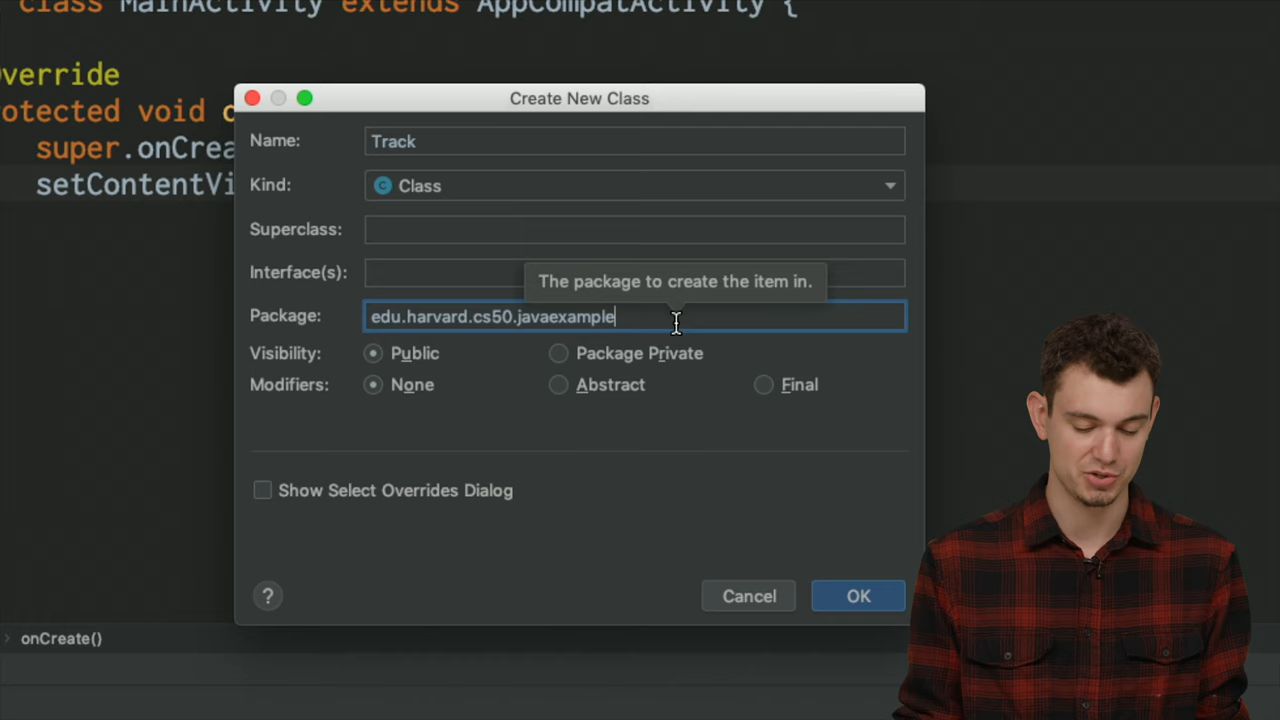 class MainActivity extends AppCompatActivity {
verride
otected void
super.onCrea
setContentVi
Create New Class
Name: Track
Kind: C Class
Superclass:
Interface(s):
The package to create the item in.
Package: edu.harvard.cs50.javaexample
Visibility: Public Package Private
Modifiers: None Abstract Final
Show Select Overrides Dialog
? Cancel OK
onCreate()